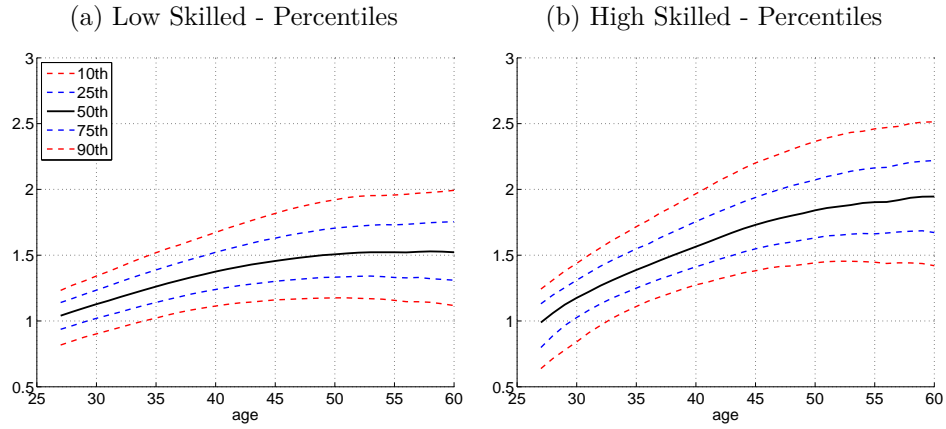 (a) Low Skilled - Percentiles
3
2.5
2
1.5
1
0.5
25 30 35 40 45 50 55 60
age
10th
25th
50th
75th
90th
(b) High Skilled - Percentiles
3
2.5
2
1.5
1
0.5
25 30 35 40 45 50 55 60
age